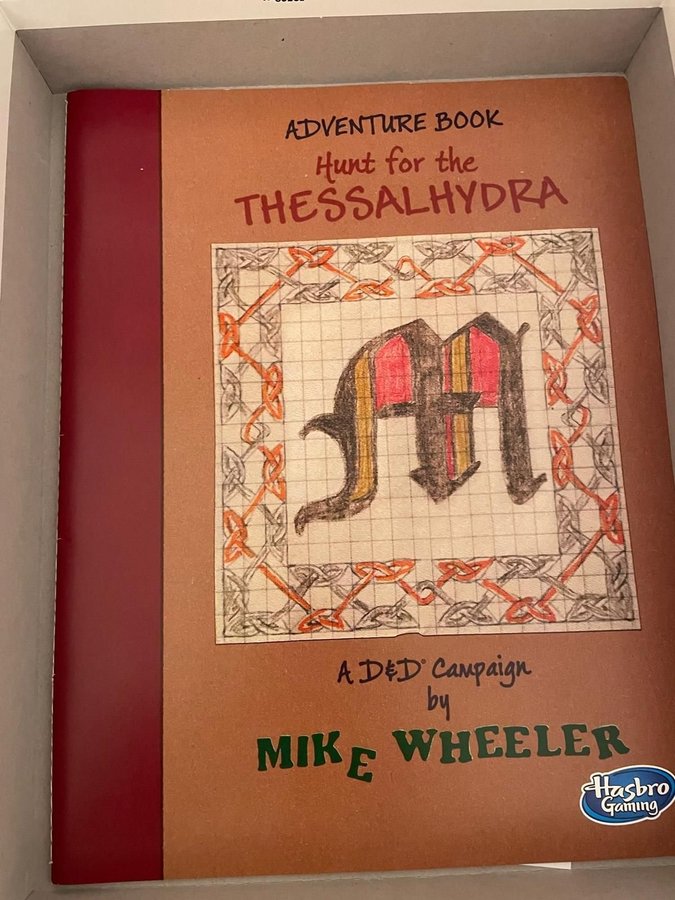 ADVENTURE BOOK
Hunt for the
THESSALHYDRA
M
A D&D® Campaign
by
MIKE WHEELER
Hasbro
Gaming